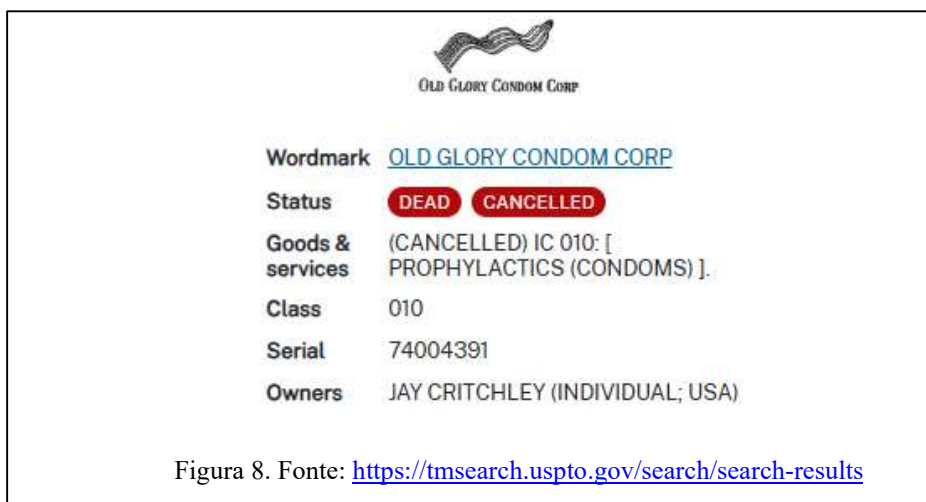 OLD GLORY CONDOM CORP
Wordmark OLD GLORY CONDOM CORP
Status DEAD CANCELLED
Goods & services (CANCELLED) IC 010: [
PROPHYLACTICS (CONDOMS) ].
Class 010
Serial 74004391
Owners JAY CRITCHLEY (INDIVIDUAL; USA)
Figura 8. Fonte: https://tmsearch.uspto.gov/search/search-results